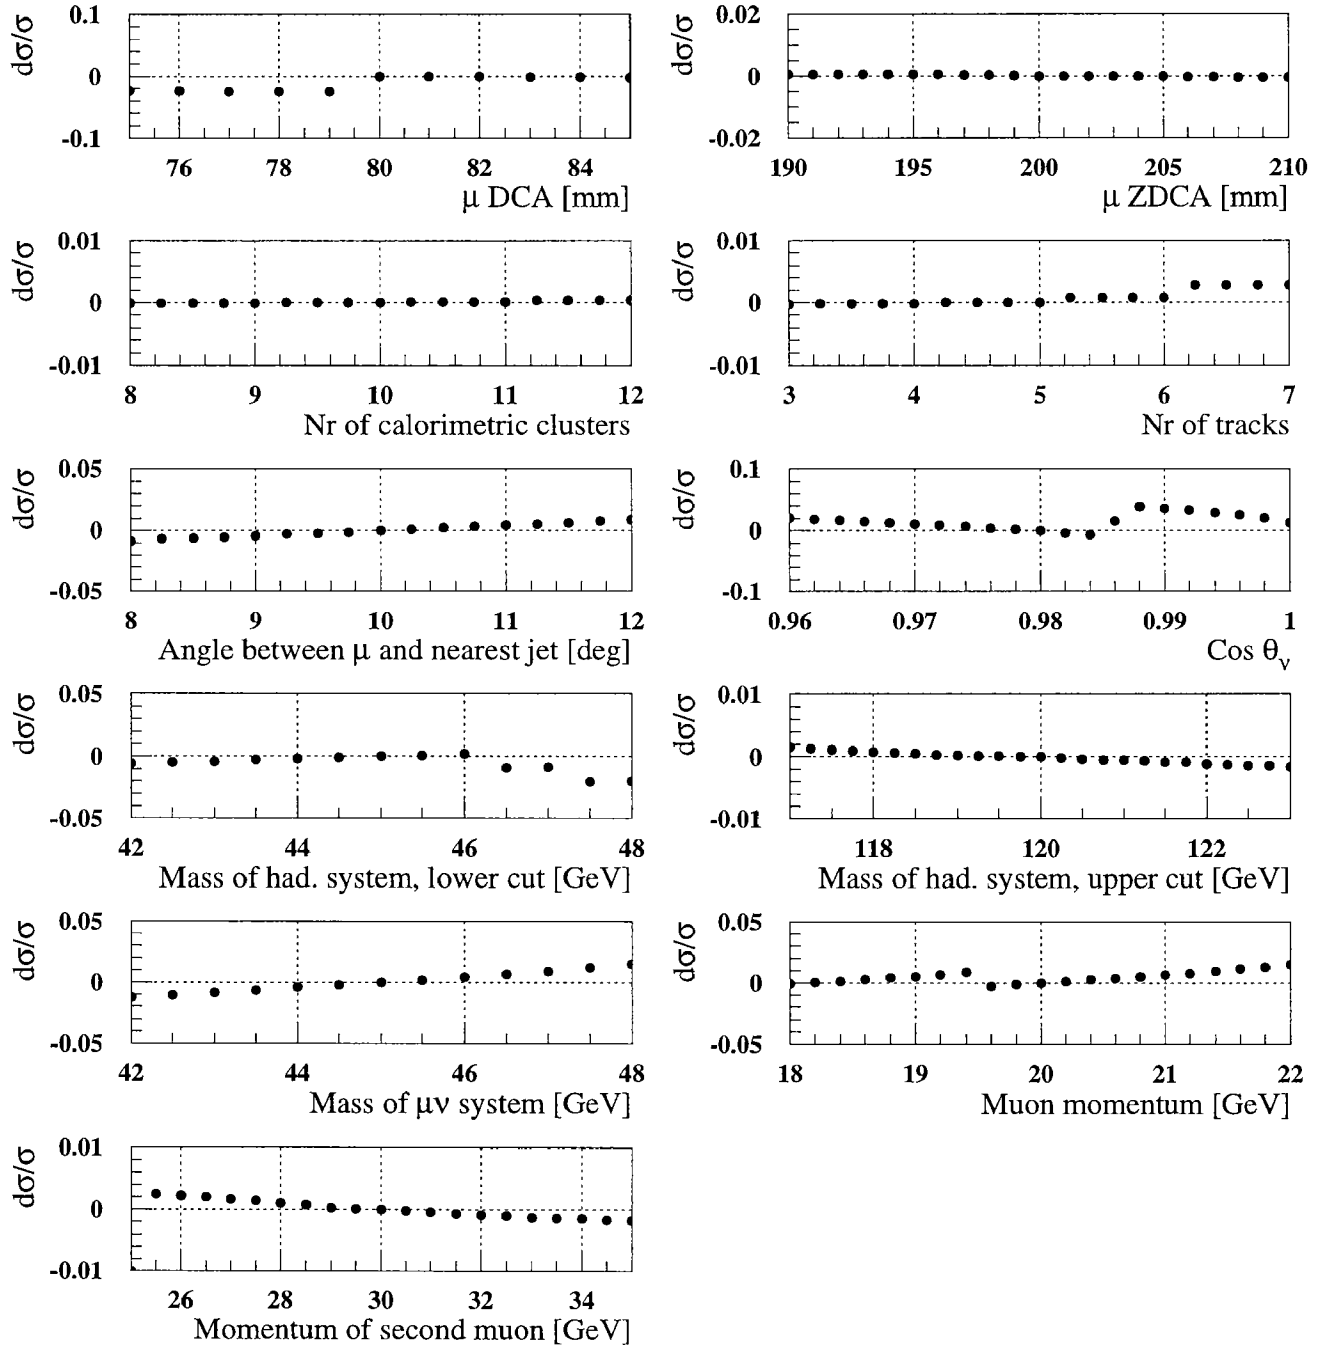 dσ/σ
0.1
0
-0.1
76 78 80 82 84
μ DCA [mm]
dσ/σ
0.02
0
-0.02
190 195 200 205 210
μ ZDCA [mm]
dσ/σ
0.01
0
-0.01
8 9 10 11 12
Nr of calorimetric clusters
dσ/σ
0.01
0
-0.01
3 4 5 6 7
Nr of tracks
dσ/σ
0.05
0
-0.05
8 9 10 11 12
Angle between μ and nearest jet [deg]
dσ/σ
0.1
0
-0.1
0.96 0.97 0.98 0.99 1
Cos θν
dσ/σ
0.05
0
-0.05
42 44 46 48
Mass of had. system, lower cut [GeV]
dσ/σ
0.01
0
-0.01
118 120 122
Mass of had. system, upper cut [GeV]
dσ/σ
0.05
0
-0.05
42 44 46 48
Mass of μν system [GeV]
dσ/σ
0.05
0
-0.05
18 19 20 21 22
Muon momentum [GeV]
dσ/σ
0.01
0
-0.01
26 28 30 32 34
Momentum of second muon [GeV]